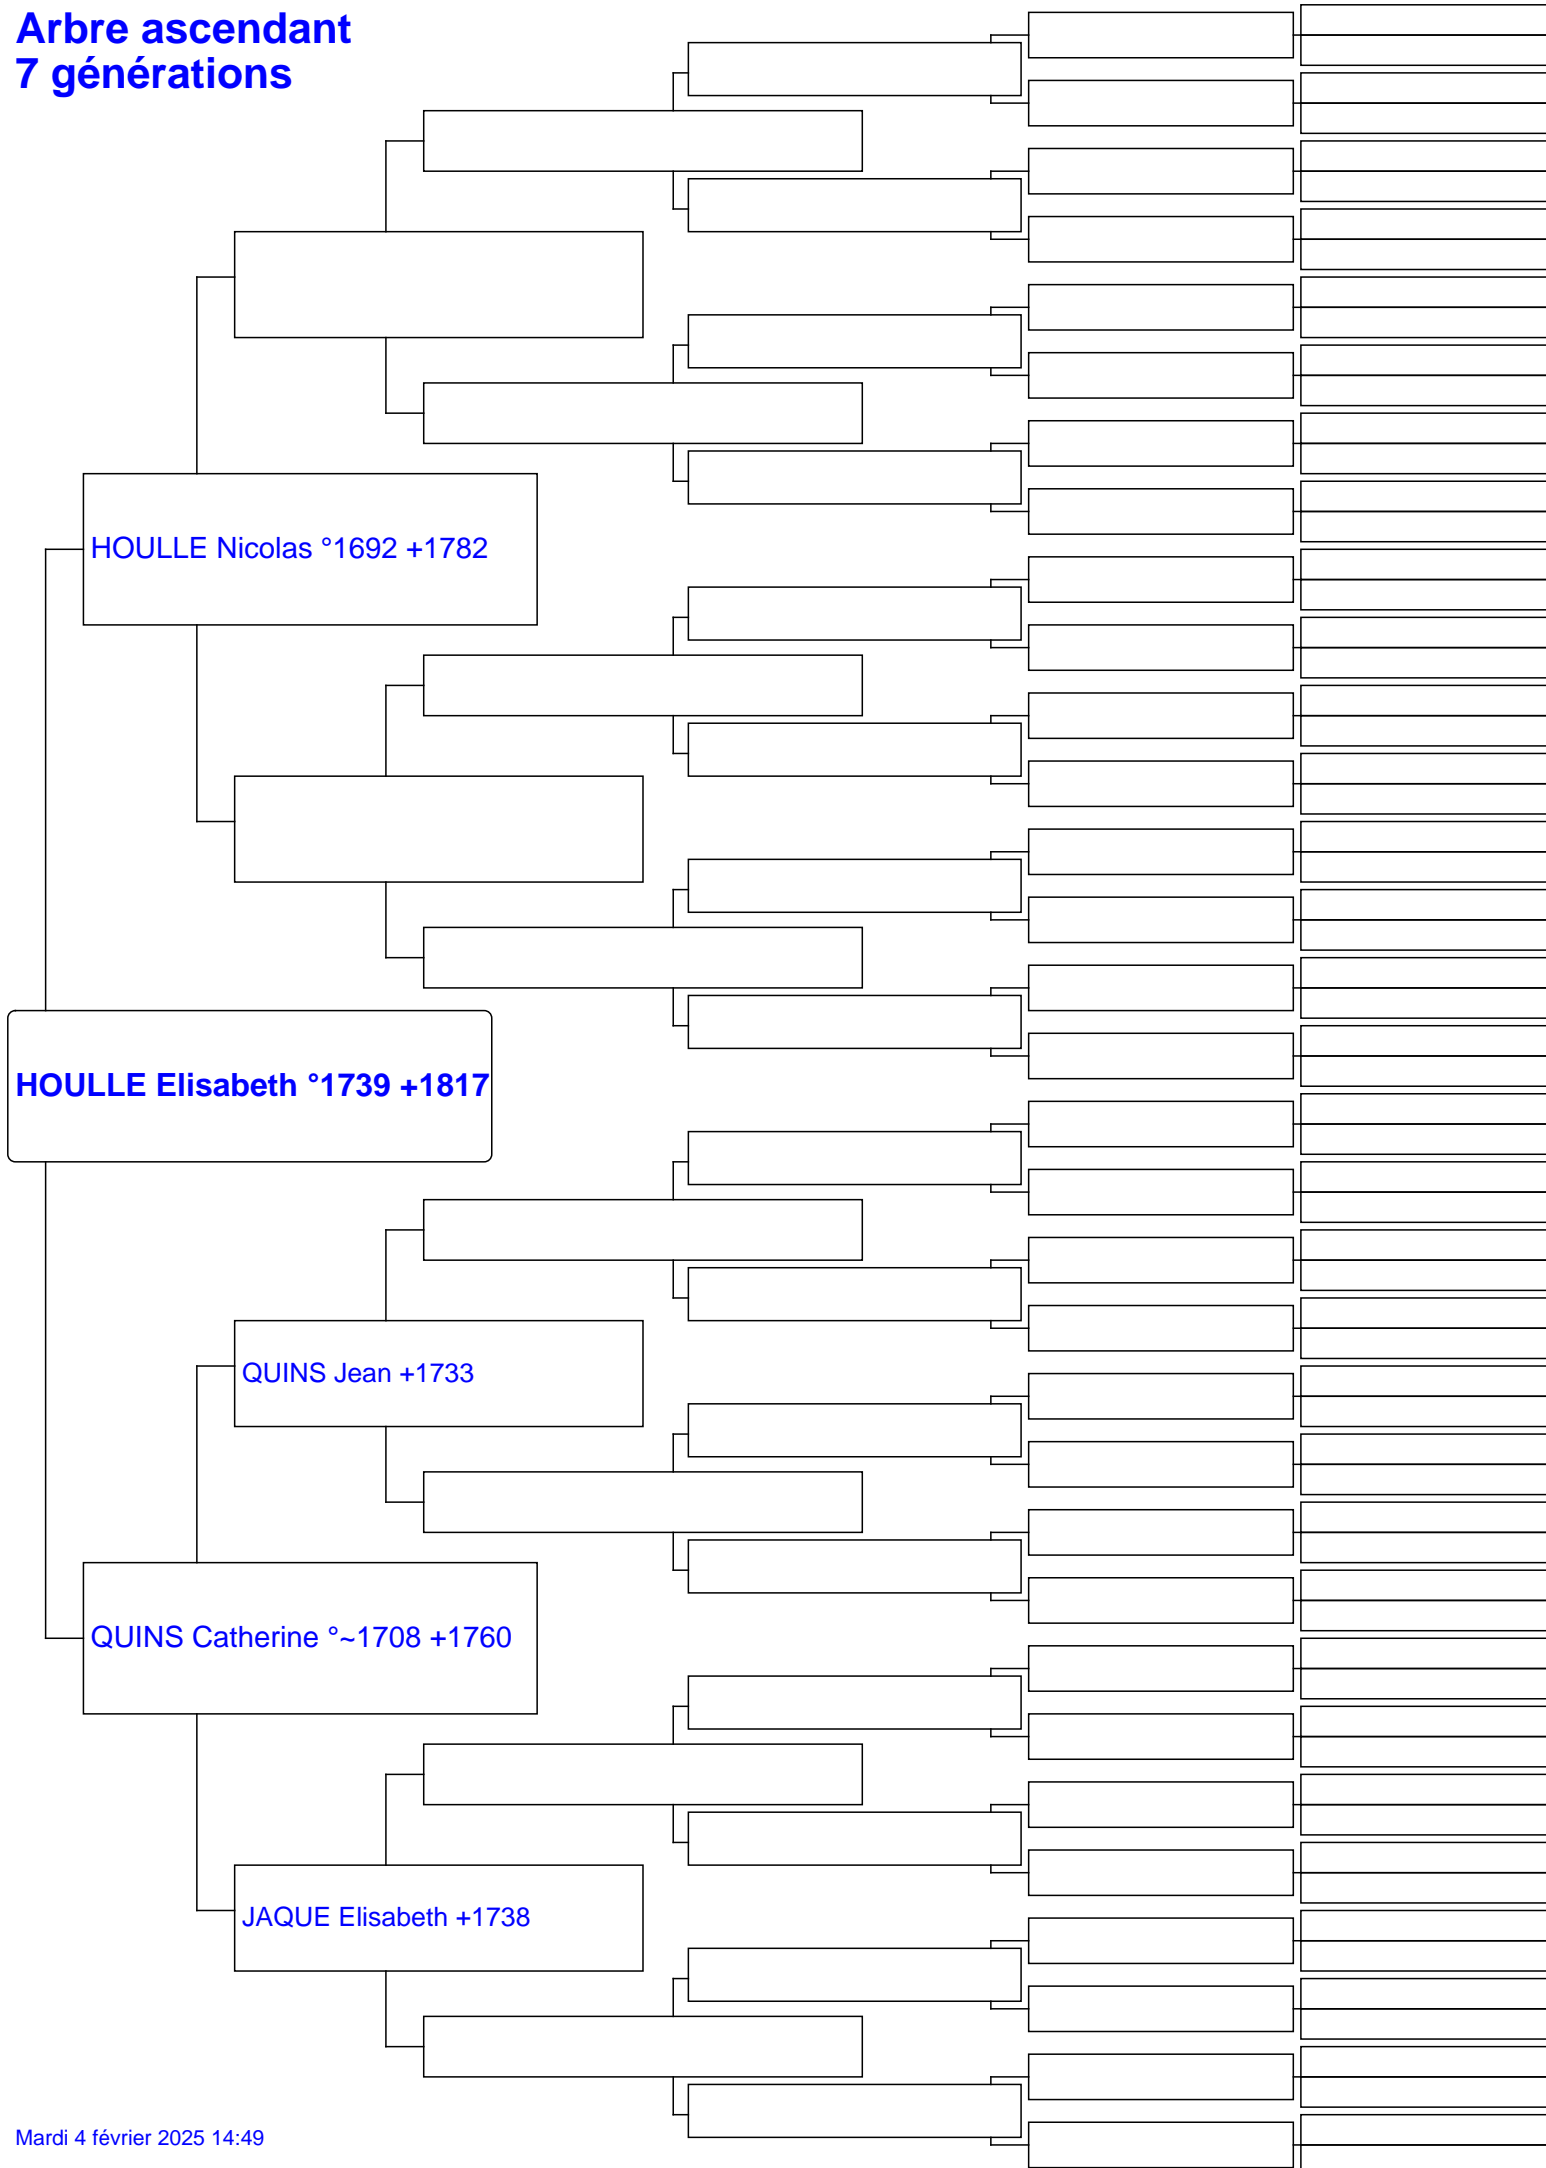 Arbre ascendant
7 générations
HOULLE Nicolas °1692 +1782
HOULLE Elisabeth °1739 +1817
QUINS Jean +1733
QUINS Catherine °~1708 +1760
JAQUE Elisabeth +1738
Mardi 4 février 2025 14:49